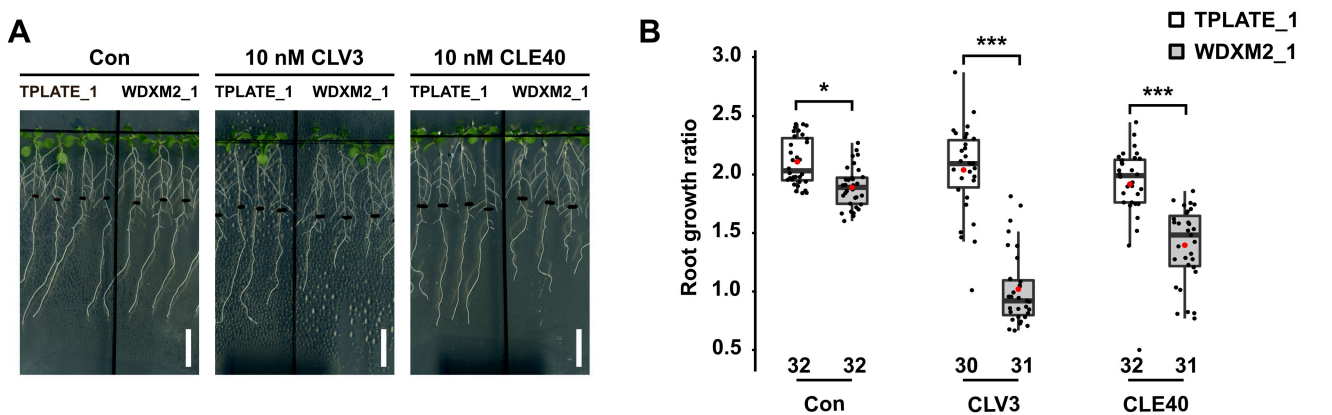 A
Con
10 nM CLV3
10 nM CLE40
TPLATE_1
WDXM2_1
TPLATE_1
WDXM2_1
TPLATE_1
WDXM2_1
B
TPLATE_1
WDXM2_1
Root growth ratio
3.0
2.5
2.0
1.5
1.0
0.5
*
***
***
32
32
30
31
32
31
Con
CLV3
CLE40